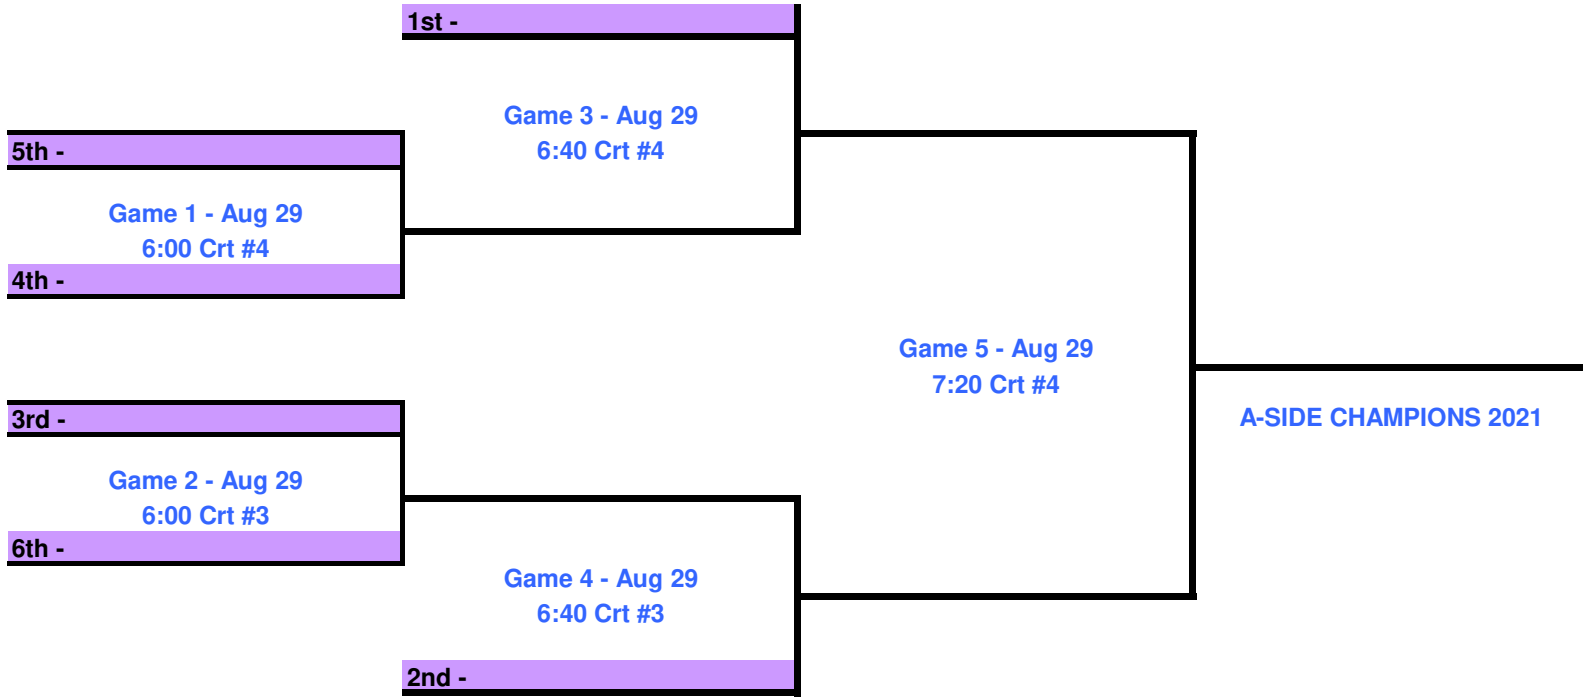 1st -
Game 3 - Aug 29
6:40 Crt #4
5th -
Game 1 - Aug 29
6:00 Crt #4
4th -
Game 5 - Aug 29
7:20 Crt #4
A-SIDE CHAMPIONS 2021
3rd -
Game 2 - Aug 29
6:00 Crt #3
6th -
Game 4 - Aug 29
6:40 Crt #3
2nd -